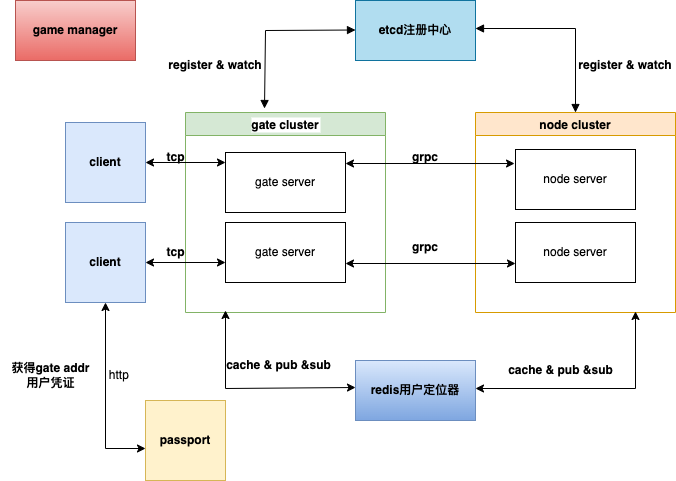 game manager
etcd注册中心
register & watch
register & watch
gate cluster
node cluster
client
tcp
gate server
grpc
node server
client
tcp
gate server
grpc
node server
获得gate addr
用户凭证
http
cache & pub &sub
redis用户定位器
cache & pub &sub
passport